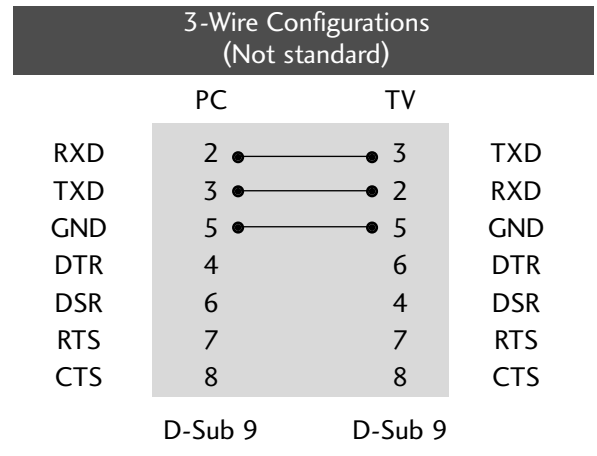 3-Wire Configurations
(Not standard)
PC TV
RXD 2 3 TXD
TXD 3 2 RXD
GND 5 5 GND
DTR 4 6 DTR
DSR 6 4 DSR
RTS 7 7 RTS
CTS 8 8 CTS
D-Sub 9 D-Sub 9